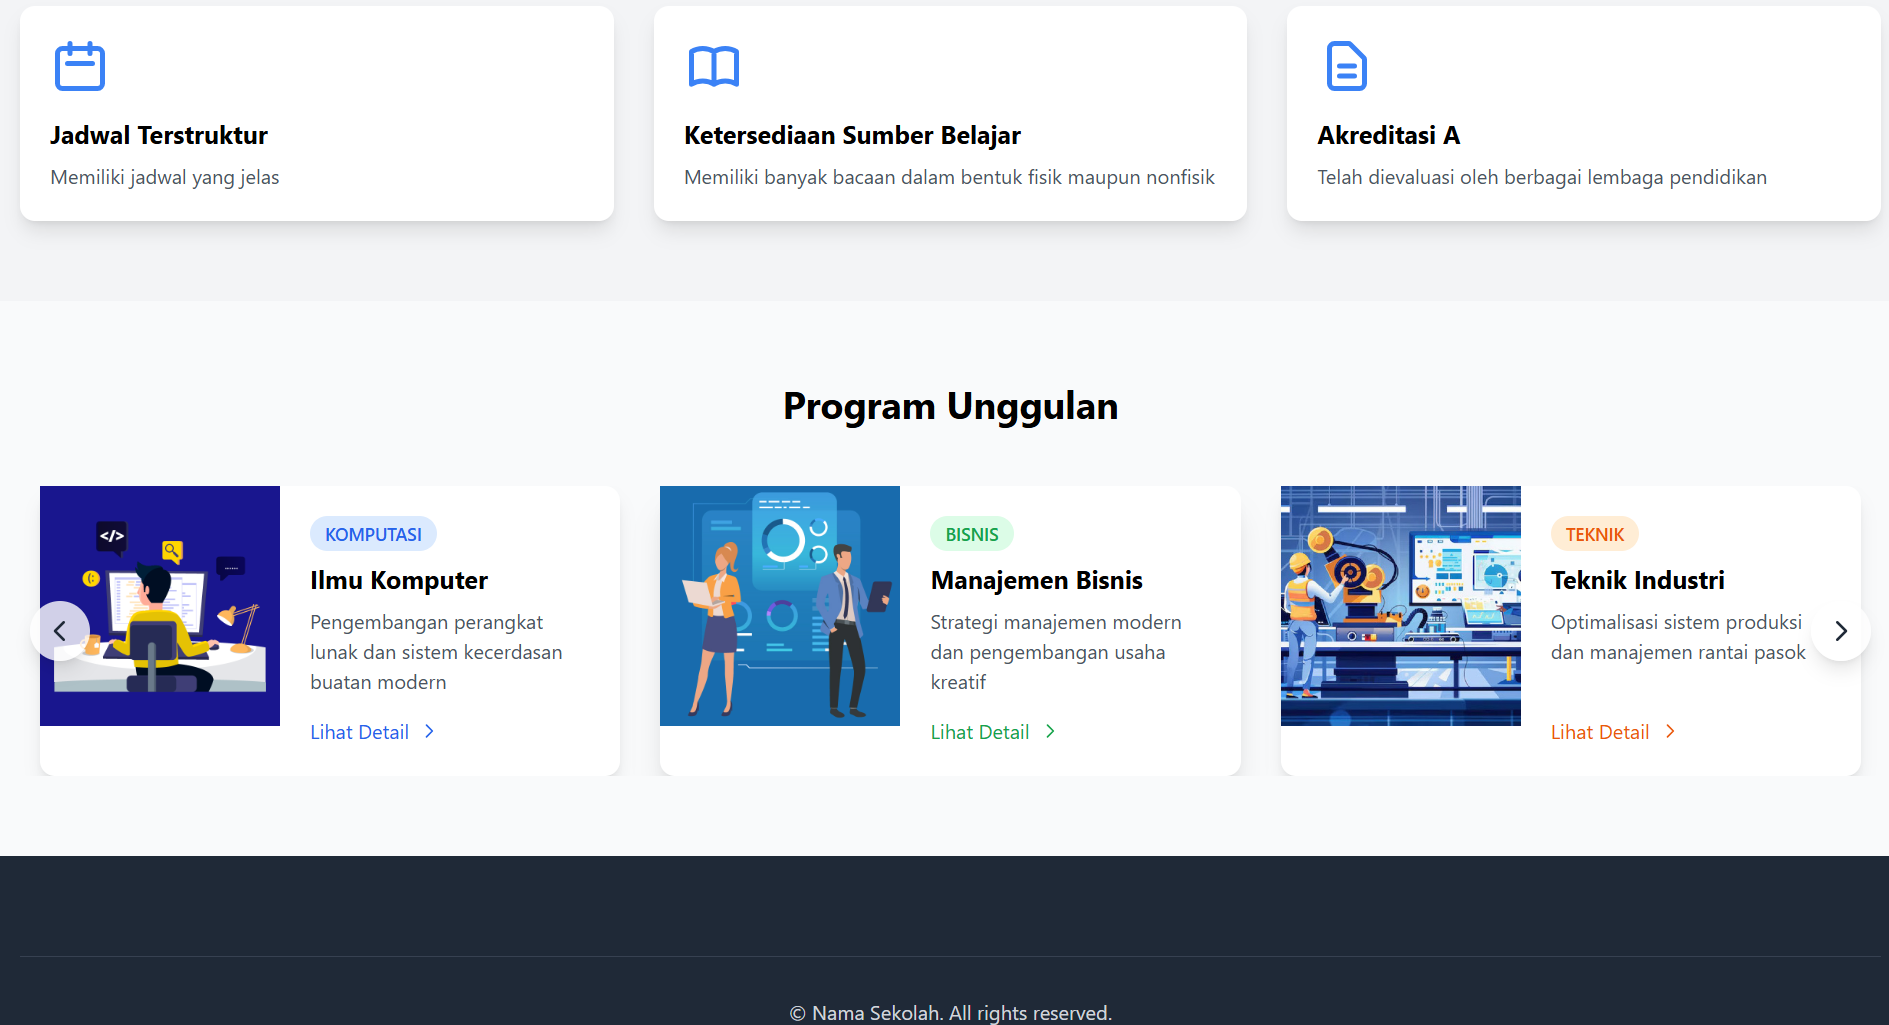 Jadwal Terstruktur
Memiliki jadwal yang jelas
Ketersediaan Sumber Belajar
Memiliki banyak bacaan dalam bentuk fisik maupun nonfisik
Akreditasi A
Telah dievaluasi oleh berbagai lembaga pendidikan
Program Unggulan
</>
KOMPUTASI
Ilmu Komputer
Pengembangan perangkat
lunak dan sistem kecerdasan
buatan modern
Lihat Detail
BISNIS
Manajemen Bisnis
Strategi manajemen modern
dan pengembangan usaha
kreatif
Lihat Detail
TEKNIK
Teknik Industri
Optimalisasi sistem produksi
dan manajemen rantai pasok
Lihat Detail
© Nama Sekolah. All rights reserved.